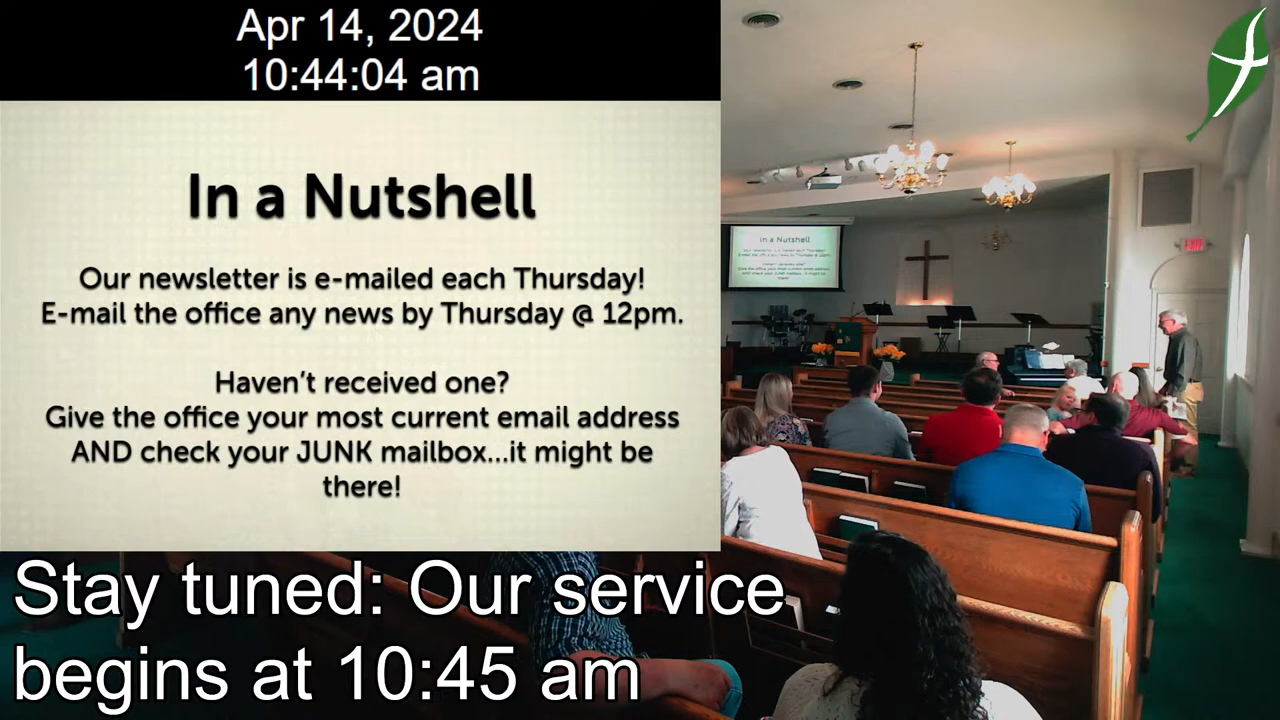 Apr 14, 2024
10:44:04 am
In a Nutshell
Our newsletter is e-mailed each Thursday!
E-mail the office any news by Thursday @ 12pm.
Haven't received one?
Give the office your most current email address
AND check your JUNK mailbox...it might be
there!
In a Nutshell
Stay tuned: Our service
begins at 10:45 am